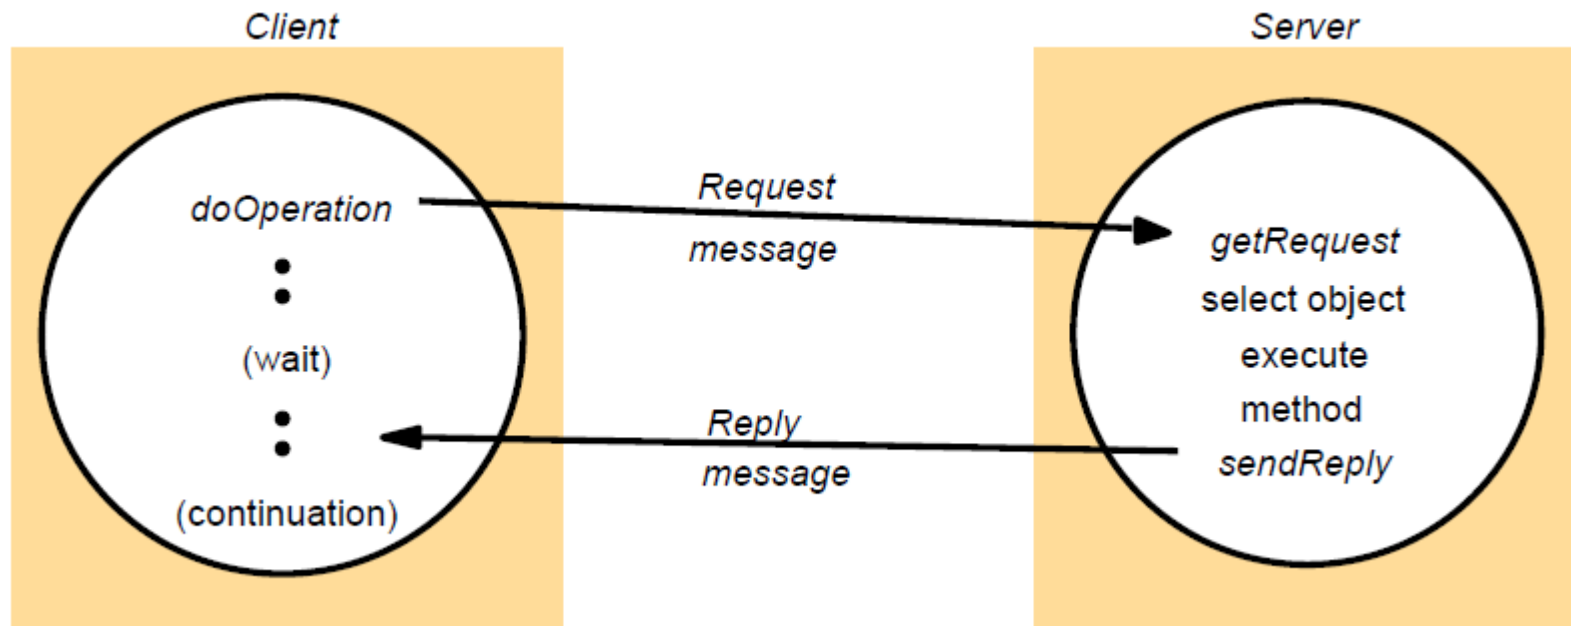 Client
Server
doOperation
(wait)
(continuation)
Request
message
Reply
message
getRequest
select object
execute
method
sendReply